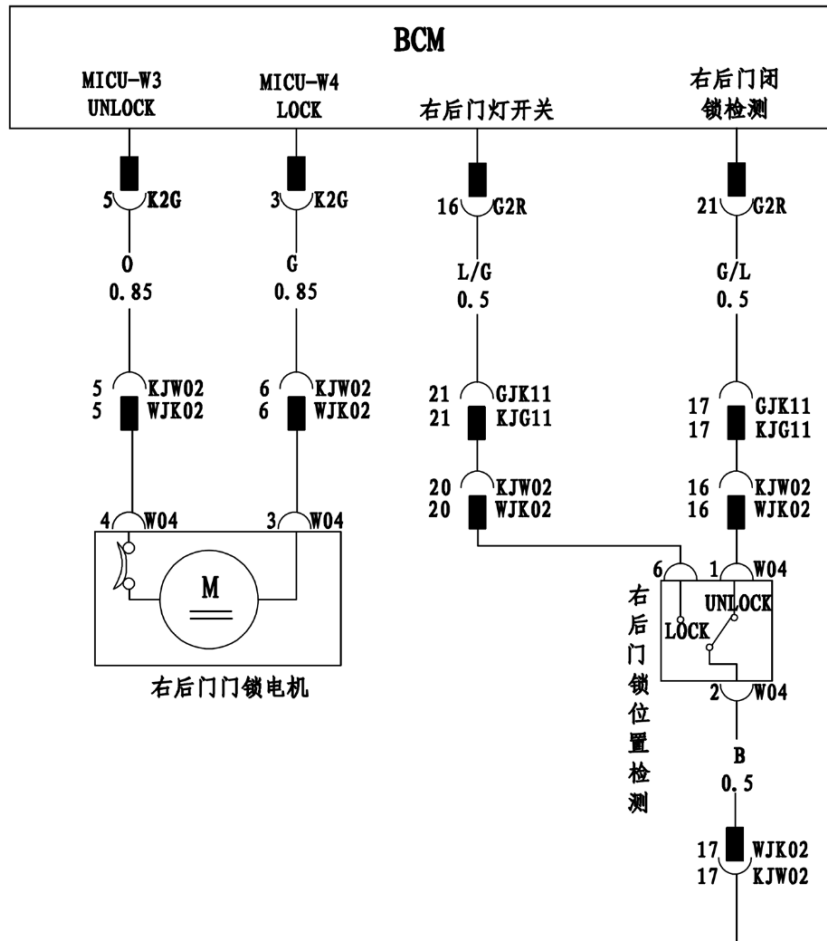 BCM
MICU-W3
UNLOCK
MICU-W4
LOCK
右后门灯开关
右后门闭
锁检测
5 K2G
3 K2G
16 G2R
21 G2R
O
0.85
G
0.85
L/G
0.5
G/L
0.5
5 KJW02
5 WJK02
6 KJW02
6 WJK02
21 GJK11
21 KJG11
17 GJK11
17 KJG11
20 KJW02
20 WJK02
16 KJW02
16 WJK02
4 W04
3 W04
M
右后门门锁电机
6
1 W04
UNLOCK
LOCK
右后门锁位置检测
2 W04
B
0.5
17 WJK02
17 KJW02